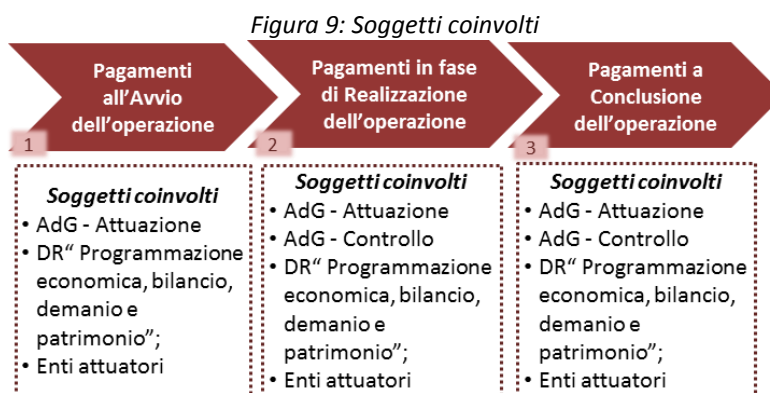 Figura 9: Soggetti coinvolti
Pagamenti
all'Avvio
dell'operazione
1
Pagamenti in fase
di Realizzazione
dell'operazione
2
Pagamenti a
Conclusione
dell'operazione
3
Soggetti coinvolti
• AdG - Attuazione
• DR“ Programmazione
economica, bilancio,
demanio e
patrimonio”;
• Enti attuatori
Soggetti coinvolti
• AdG - Attuazione
• AdG - Controllo
• DR“ Programmazione
economica, bilancio,
demanio e
patrimonio”;
• Enti attuatori
Soggetti coinvolti
• AdG - Attuazione
• AdG - Controllo
• DR“ Programmazione
economica, bilancio,
demanio e
patrimonio”;
• Enti attuatori